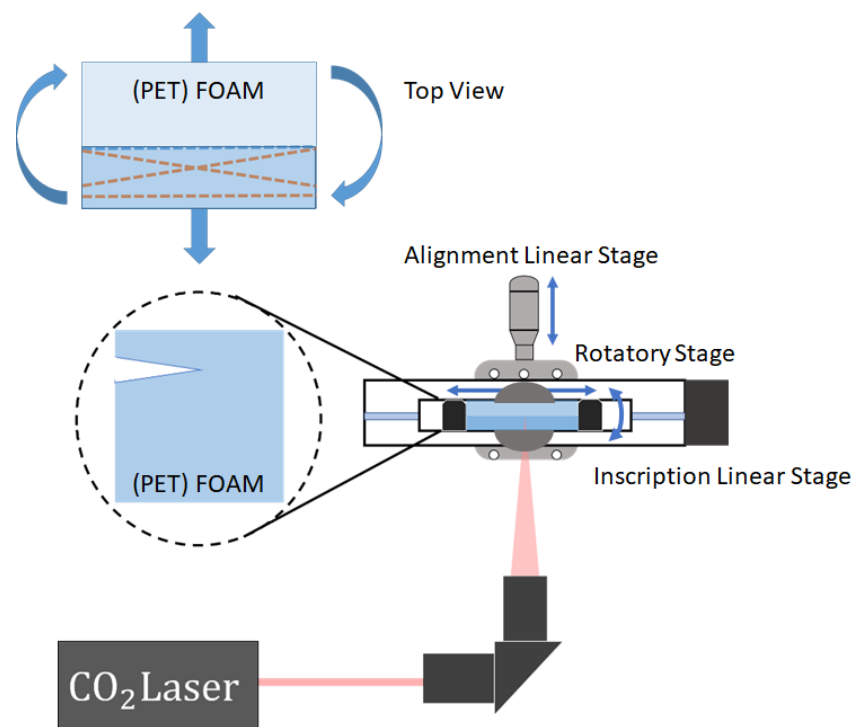 (PET) FOAM
Top View
Alignment Linear Stage
Rotatory Stage
Inscription Linear Stage
(PET) FOAM
CO₂ Laser